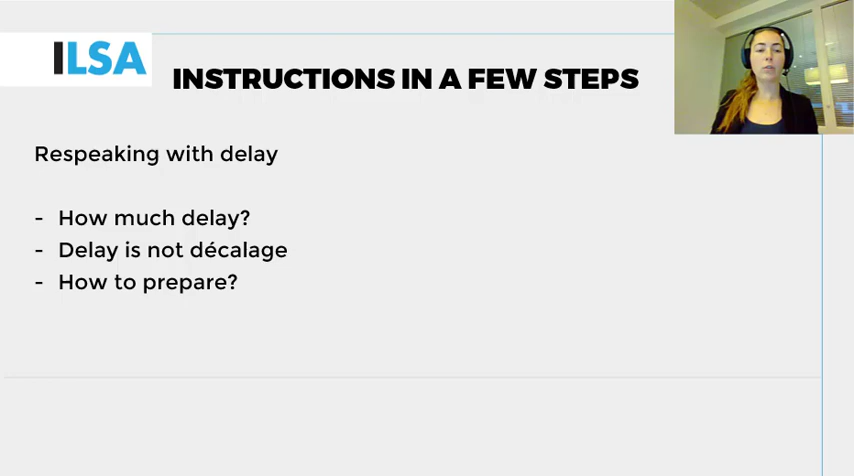 ILSA
INSTRUCTIONS IN A FEW STEPS
Respeaking with delay
- How much delay?
- Delay is not décalage
- How to prepare?